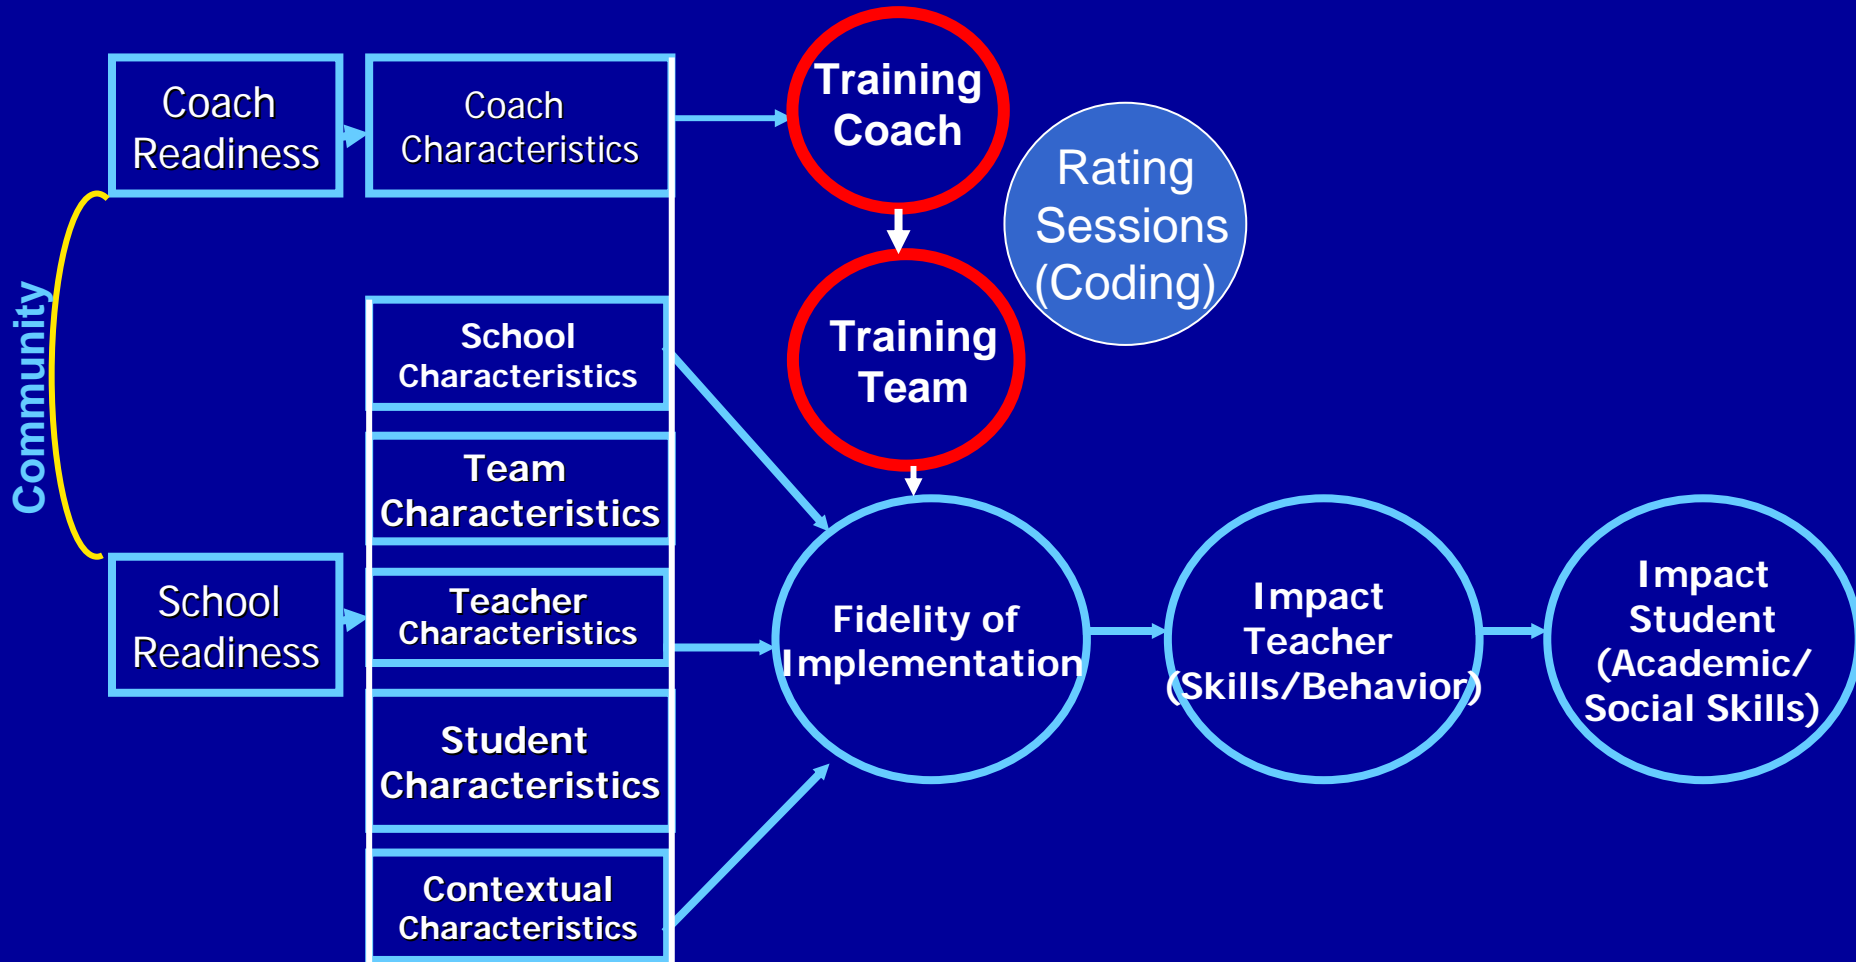 Coach
Readiness
Coach
Characteristics
Training
Coach
Rating
Sessions
(Coding)
Community
School
Characteristics
Training
Team
Team
Characteristics
School
Readiness
Teacher
Characteristics
Fidelity of
Implementation
Impact
Teacher
(Skills/Behavior)
Impact
Student
(Academic/
Social Skills)
Student
Characteristics
Contextual
Characteristics